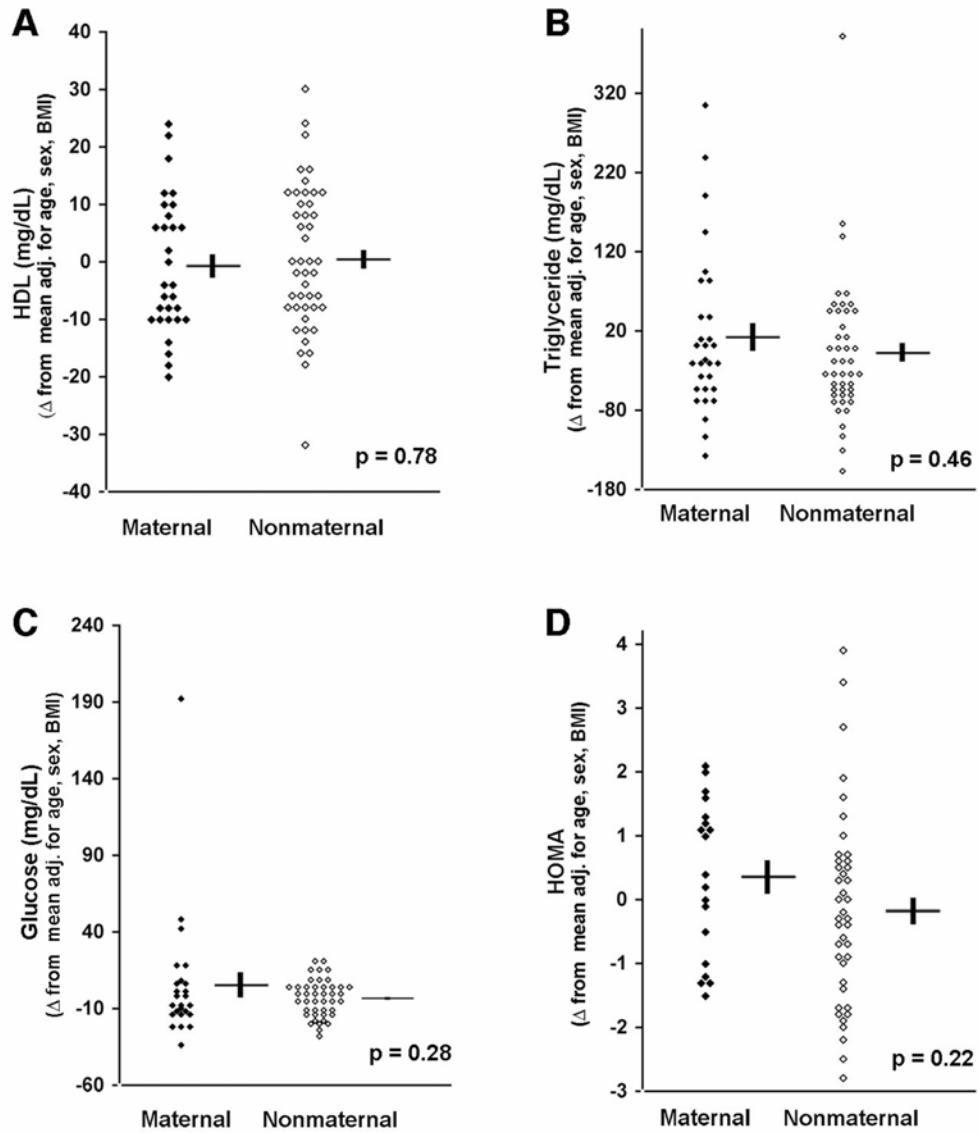 A
HDL (mg/dL)
(Δ from mean adj. for age, sex, BMI)
40
30
20
10
0
-10
-20
-30
-40
p = 0.78
Maternal Nonmaternal
B
Triglyceride (mg/dL)
(Δ from mean adj. for age, sex, BMI)
320
220
120
20
-80
-180
p = 0.46
Maternal Nonmaternal
C
Glucose (mg/dL)
(Δ from mean adj. for age, sex, BMI)
240
190
140
90
40
-10
-60
p = 0.28
Maternal Nonmaternal
D
HOMA
(Δ from mean adj. for age, sex, BMI)
4
3
2
1
0
-1
-2
-3
p = 0.22
Maternal Nonmaternal